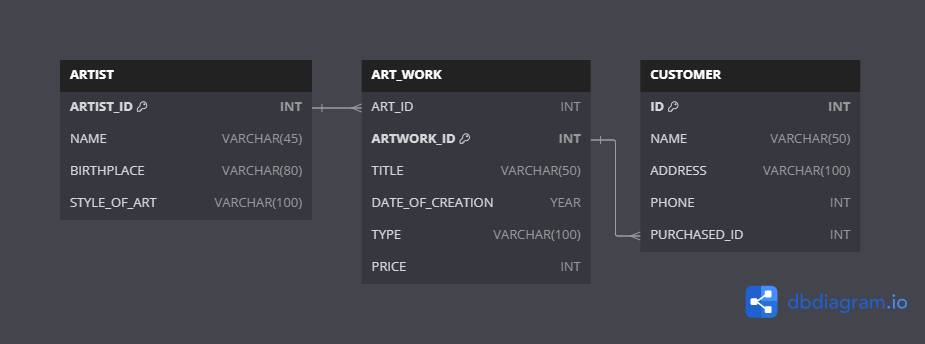 ARTIST
ARTIST_ID INT
NAME VARCHAR(45)
BIRTHPLACE VARCHAR(80)
STYLE_OF_ART VARCHAR(100)
ART_WORK
ART_ID INT
ARTWORK_ID INT
TITLE VARCHAR(50)
DATE_OF_CREATION YEAR
TYPE VARCHAR(100)
PRICE INT
CUSTOMER
ID INT
NAME VARCHAR(50)
ADDRESS VARCHAR(100)
PHONE INT
PURCHASED_ID INT
dbdiagram.io